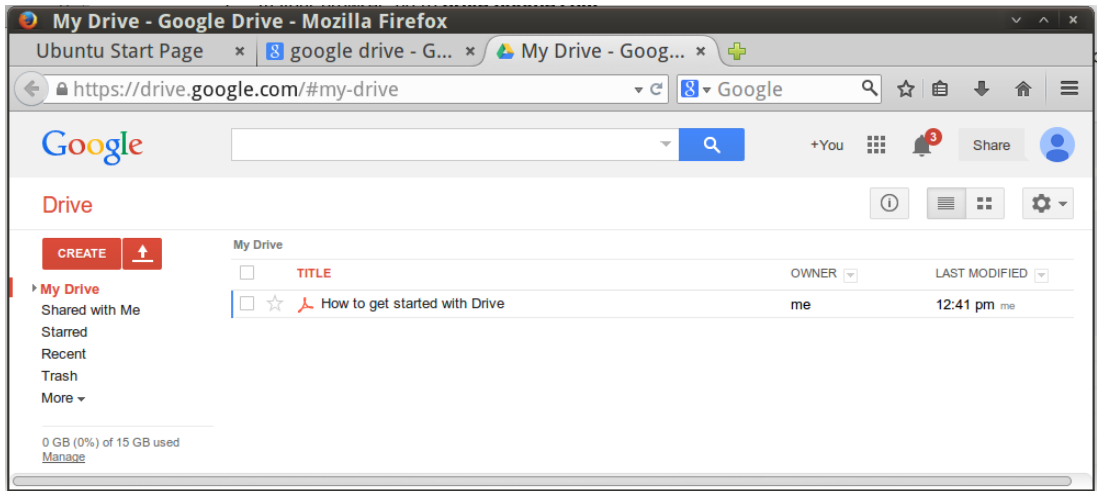 My Drive - Google Drive - Mozilla Firefox
Ubuntu Start Page google drive - G... My Drive - Goog...
https://drive.google.com/#my-drive Google
Google +You 3 Share
Drive
CREATE
My Drive
TITLE OWNER LAST MODIFIED
How to get started with Drive me 12:41 pm me
My Drive
Shared with Me
Starred
Recent
Trash
More
0 GB (0%) of 15 GB used
Manage